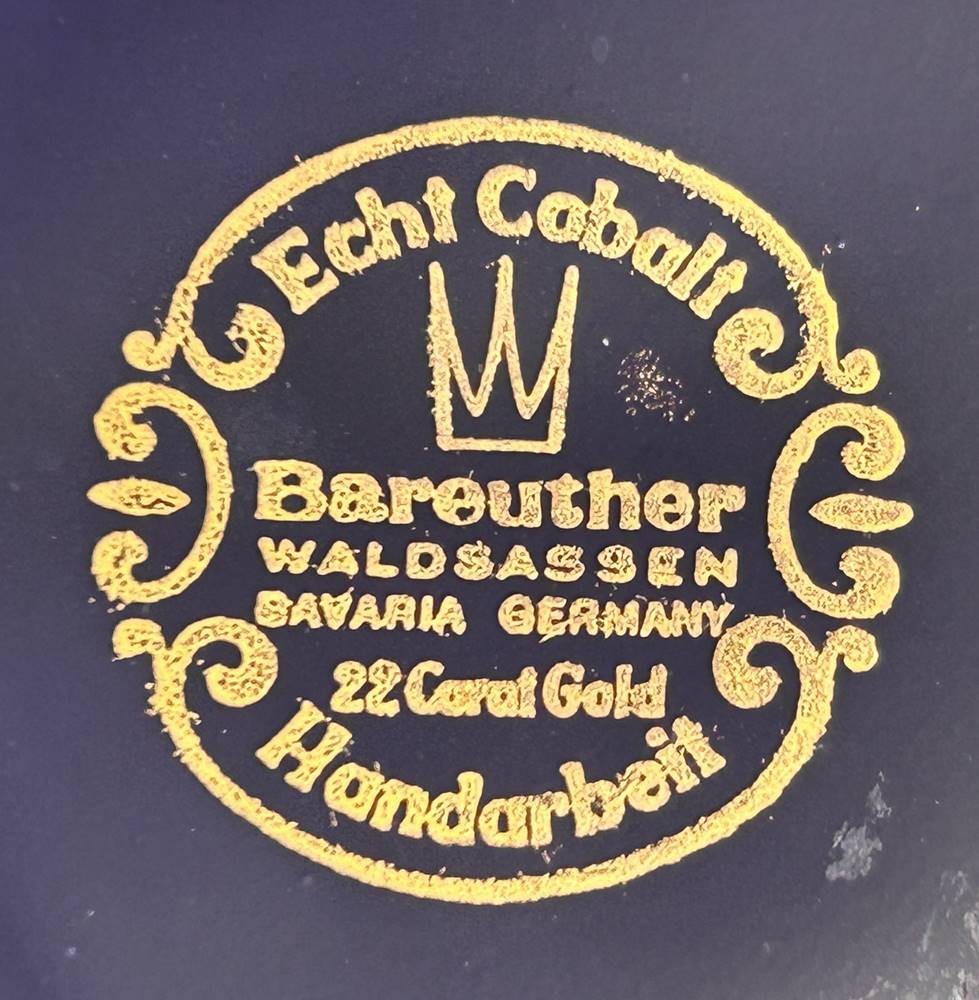 Echt Cobalt
W
Bareuther
WALDSASSEN
BAVARIA GERMANY
22 Carat Gold
Handarbeit